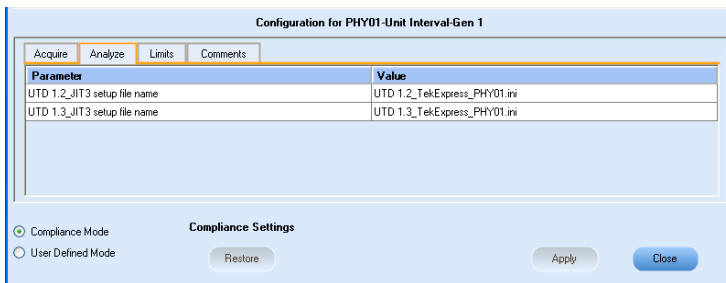 Configuration for PHY01-Unit Interval-Gen 1
Acquire Analyze Limits Comments
Parameter Value
UTD 1.2_JIT3 setup file name UTD 1.2_TekExpress_PHY01.ini
UTD 1.3_JIT3 setup file name UTD 1.3_TekExpress_PHY01.ini
Compliance Mode Compliance Settings
User Defined Mode Restore Apply Close